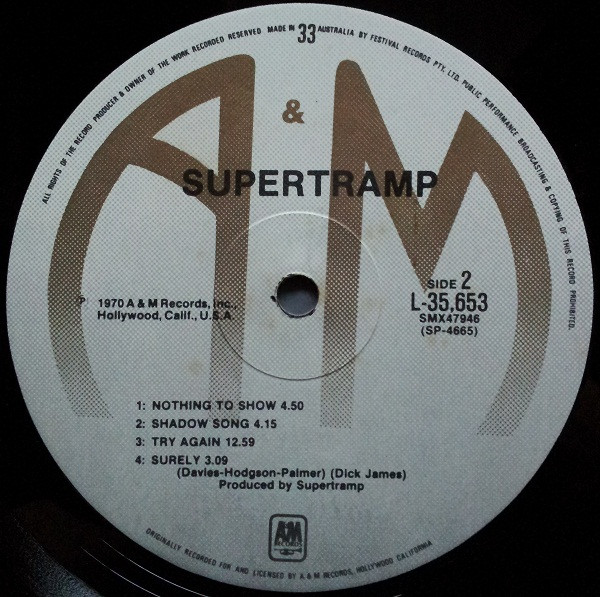 ALL RIGHTS OF THE RECORD PRODUCER & OWNER OF THE WORK RECORDED RESERVED MADE IN 33 AUSTRALIA BY FESTIVAL RECORDS PTY. LTD. PUBLIC PERFORMANCE BROADCASTING & COPYING OF THIS RECORD PROHIBITED.
A & M
SUPERTRAMP
SIDE 2
L-35,653
SMX47946
(SP-4665)
℗ 1970 A & M Records, Inc.,
Hollywood, Calif., U.S.A.
1: NOTHING TO SHOW 4.50
2: SHADOW SONG 4.15
3: TRY AGAIN 12.59
4: SURELY 3.09
(Davies-Hodgson-Palmer) (Dick James)
Produced by Supertramp
A&M
RECORDS
ORIGINALLY RECORDED FOR AND LICENSED BY A & M RECORDS, HOLLYWOOD CALIFORNIA